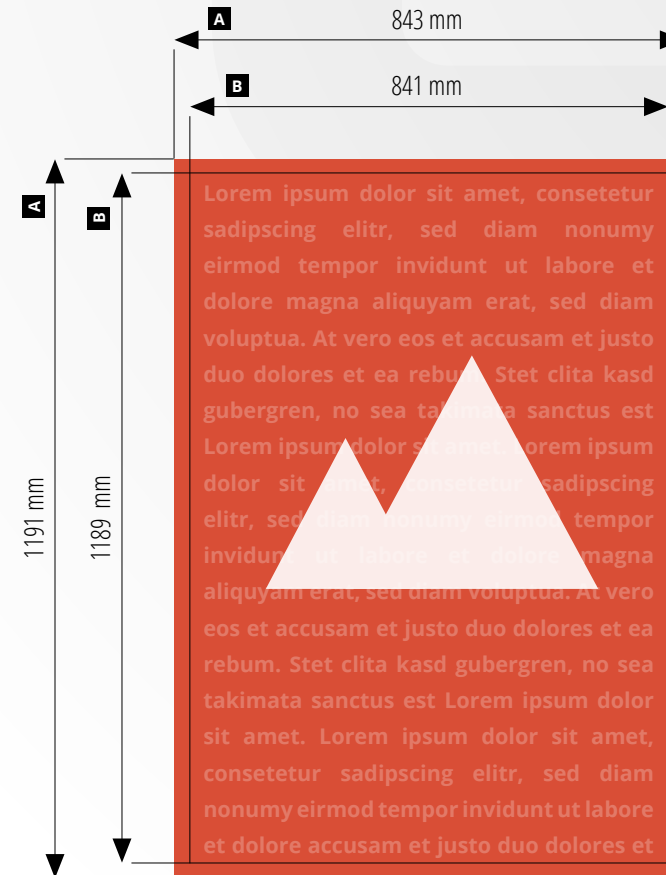 A 843 mm
B 841 mm
A
B
1191 mm
1189 mm
Lorem ipsum dolor sit amet, consetetur
sadipscing elitr, sed diam nonumy
eirmod tempor invidunt ut labore et
dolore magna aliquyam erat, sed diam
voluptua. At vero eos et accusam et justo
duo dolores et ea rebum. Stet clita kasd
gubergren, no sea takimata sanctus est
Lorem ipsum dolor sit amet. Lorem ipsum
dolor sit amet, consetetur sadipscing
elitr, sed diam nonumy eirmod tempor
invidunt ut labore et dolore magna
aliquyam erat, sed diam voluptua. At vero
eos et accusam et justo duo dolores et ea
rebum. Stet clita kasd gubergren, no sea
takimata sanctus est Lorem ipsum dolor
sit amet. Lorem ipsum dolor sit amet,
consetetur sadipscing elitr, sed diam
nonumy eirmod tempor invidunt ut labore
et dolore accusam et justo duo dolores et